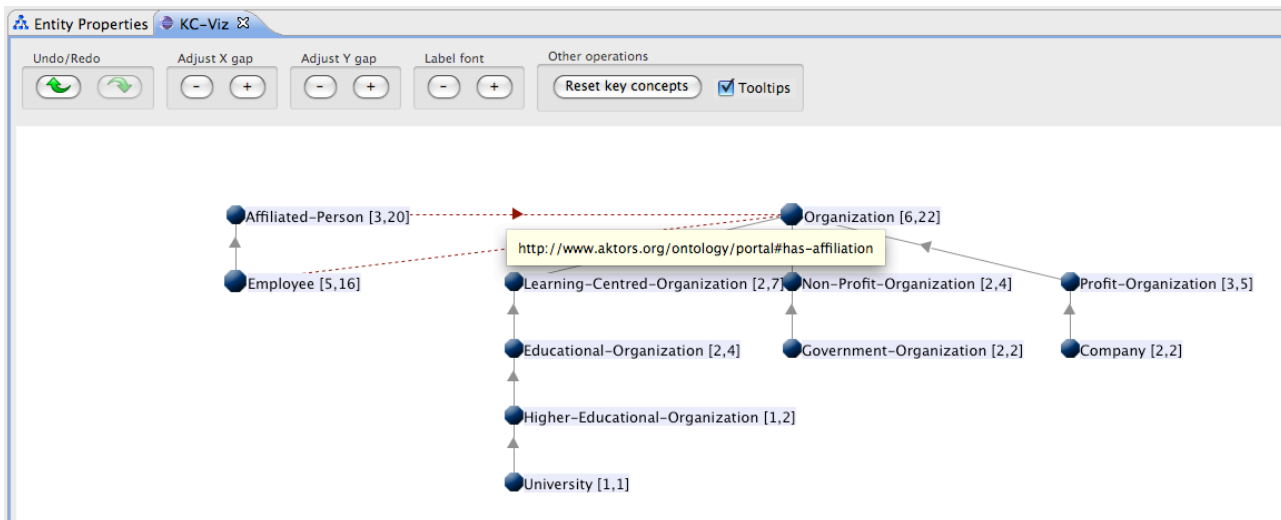 Entity Properties KC-Viz
Undo/Redo Adjust X gap Adjust Y gap Label font Other operations
- + - + - + Reset key concepts Tooltips
Affiliated-Person [3,20] Organization [6,22]
http://www.aktors.org/ontology/portal#has-affiliation
Employee [5,16] Learning-Centred-Organization [2,7] Non-Profit-Organization [2,4] Profit-Organization [3,5]
Educational-Organization [2,4] Government-Organization [2,2] Company [2,2]
Higher-Educational-Organization [1,2]
University [1,1]